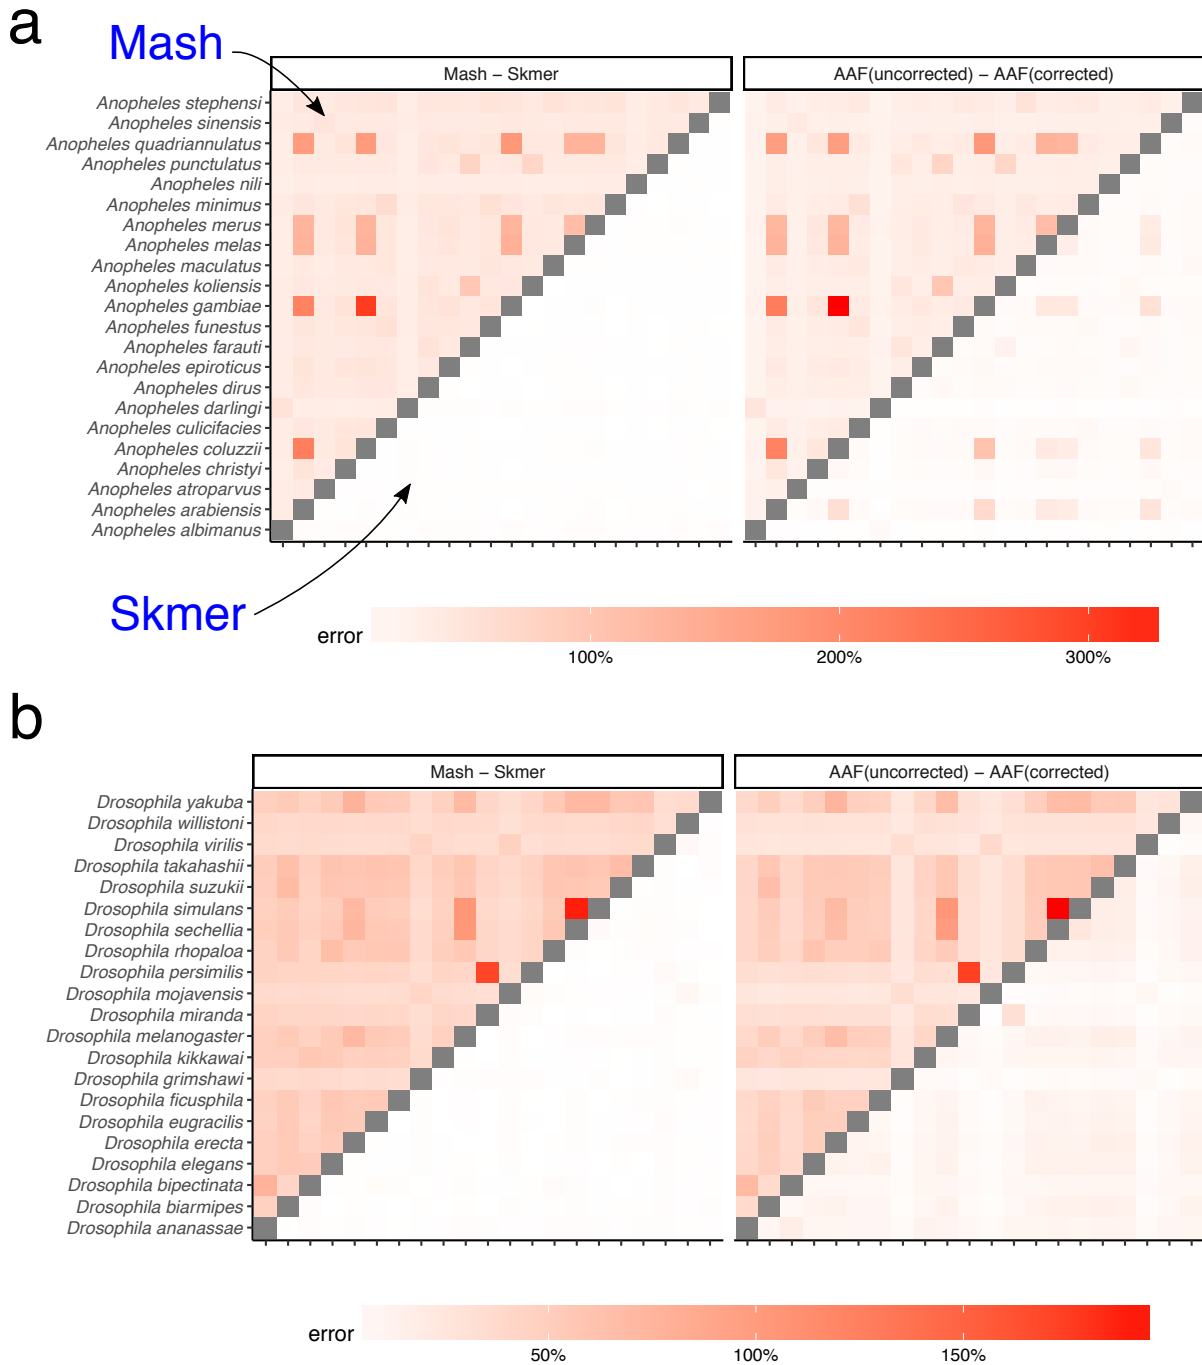 a
Mash
Mash – Skmer
AAF(uncorrected) – AAF(corrected)
Anopheles stephensi
Anopheles sinensis
Anopheles quadriannulatus
Anopheles punctulatus
Anopheles nili
Anopheles minimus
Anopheles merus
Anopheles melas
Anopheles maculatus
Anopheles koliensis
Anopheles gambiae
Anopheles funestus
Anopheles farauti
Anopheles epiroticus
Anopheles dirus
Anopheles darlingi
Anopheles culicifacies
Anopheles coluzzii
Anopheles christyi
Anopheles atroparvus
Anopheles arabiensis
Anopheles albimanus
Skmer
error
100% 200% 300%
b
Mash – Skmer
AAF(uncorrected) – AAF(corrected)
Drosophila yakuba
Drosophila willistoni
Drosophila virilis
Drosophila takahashii
Drosophila suzukii
Drosophila simulans
Drosophila sechellia
Drosophila rhopaloa
Drosophila persimilis
Drosophila mojavensis
Drosophila miranda
Drosophila melanogaster
Drosophila kikkawai
Drosophila grimshawi
Drosophila ficusphila
Drosophila eugracilis
Drosophila erecta
Drosophila elegans
Drosophila bipectinata
Drosophila biarmipes
Drosophila ananassae
error
50% 100% 150%